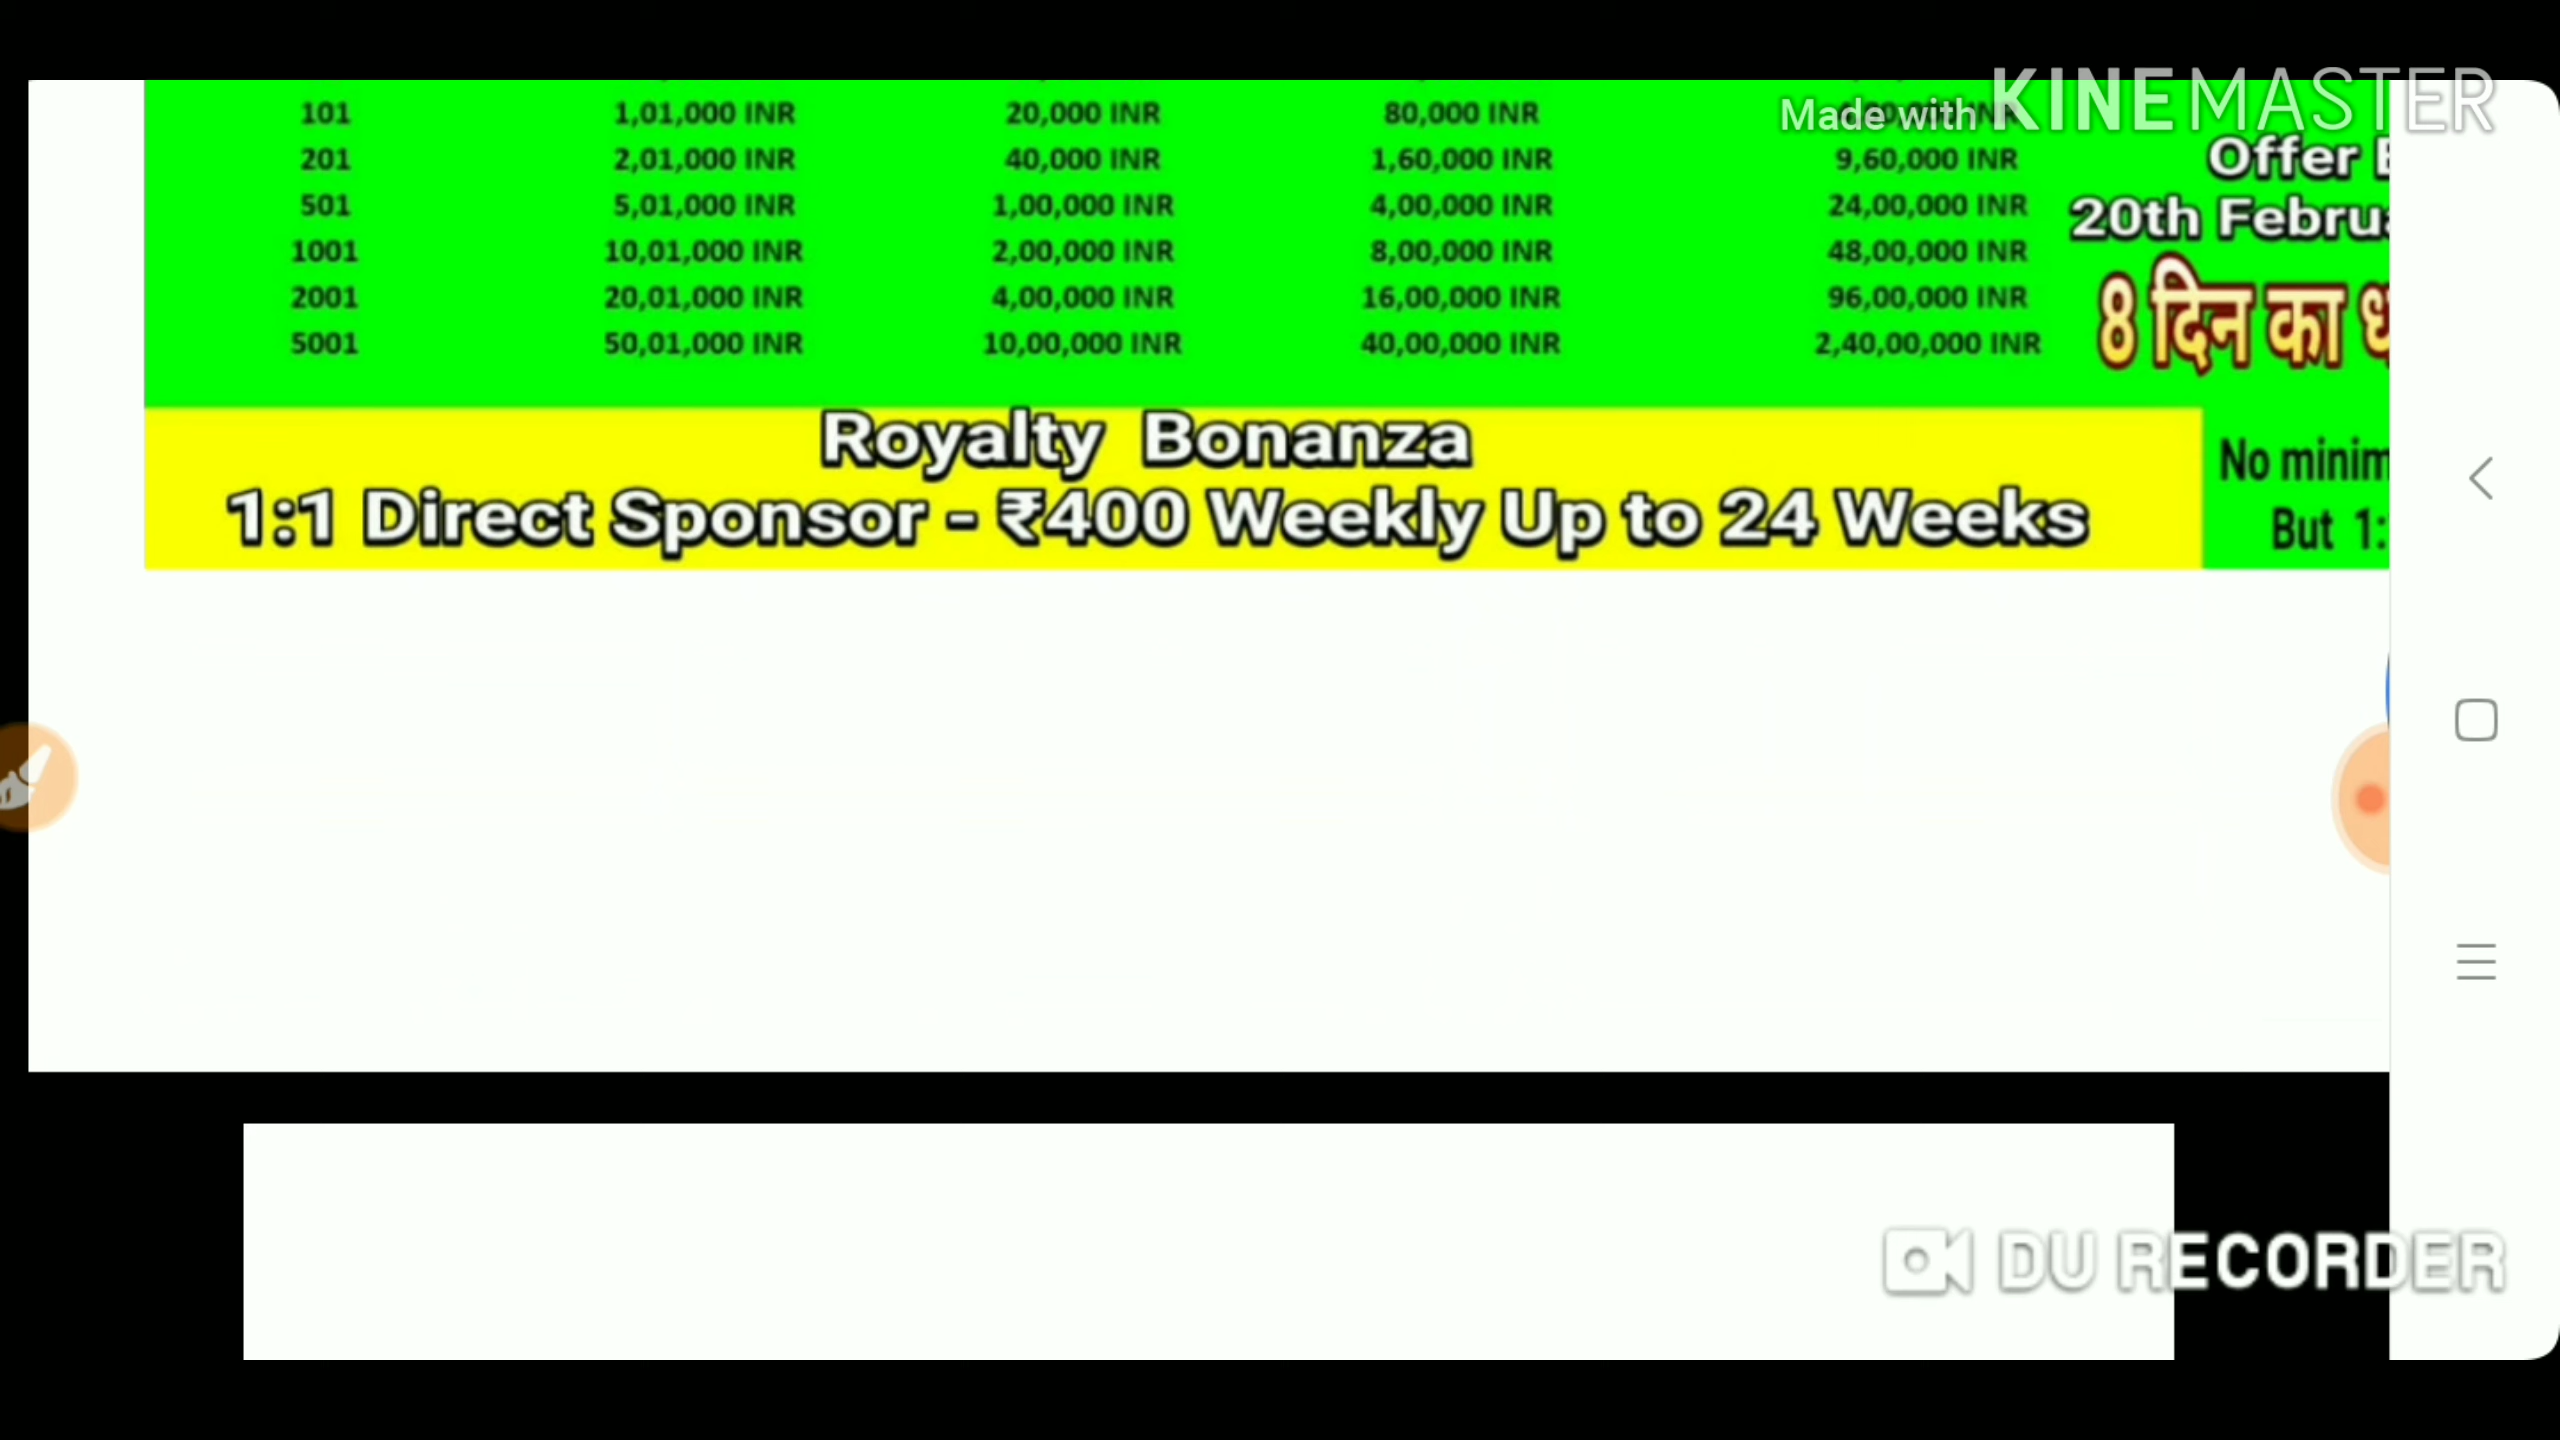 Made with KINEMASTER
101 1,01,000 INR 20,000 INR 80,000 INR
201 2,01,000 INR 40,000 INR 1,60,000 INR 9,60,000 INR
501 5,01,000 INR 1,00,000 INR 4,00,000 INR 24,00,000 INR
1001 10,01,000 INR 2,00,000 INR 8,00,000 INR 48,00,000 INR
2001 20,01,000 INR 4,00,000 INR 16,00,000 INR 96,00,000 INR
5001 50,01,000 INR 10,00,000 INR 40,00,000 INR 2,40,00,000 INR
Offer
20th
8 दिन का
Royalty Bonanza
1:1 Direct Sponsor - ₹400 Weekly Up to 24 Weeks
No
But 1:
DU RECORDER